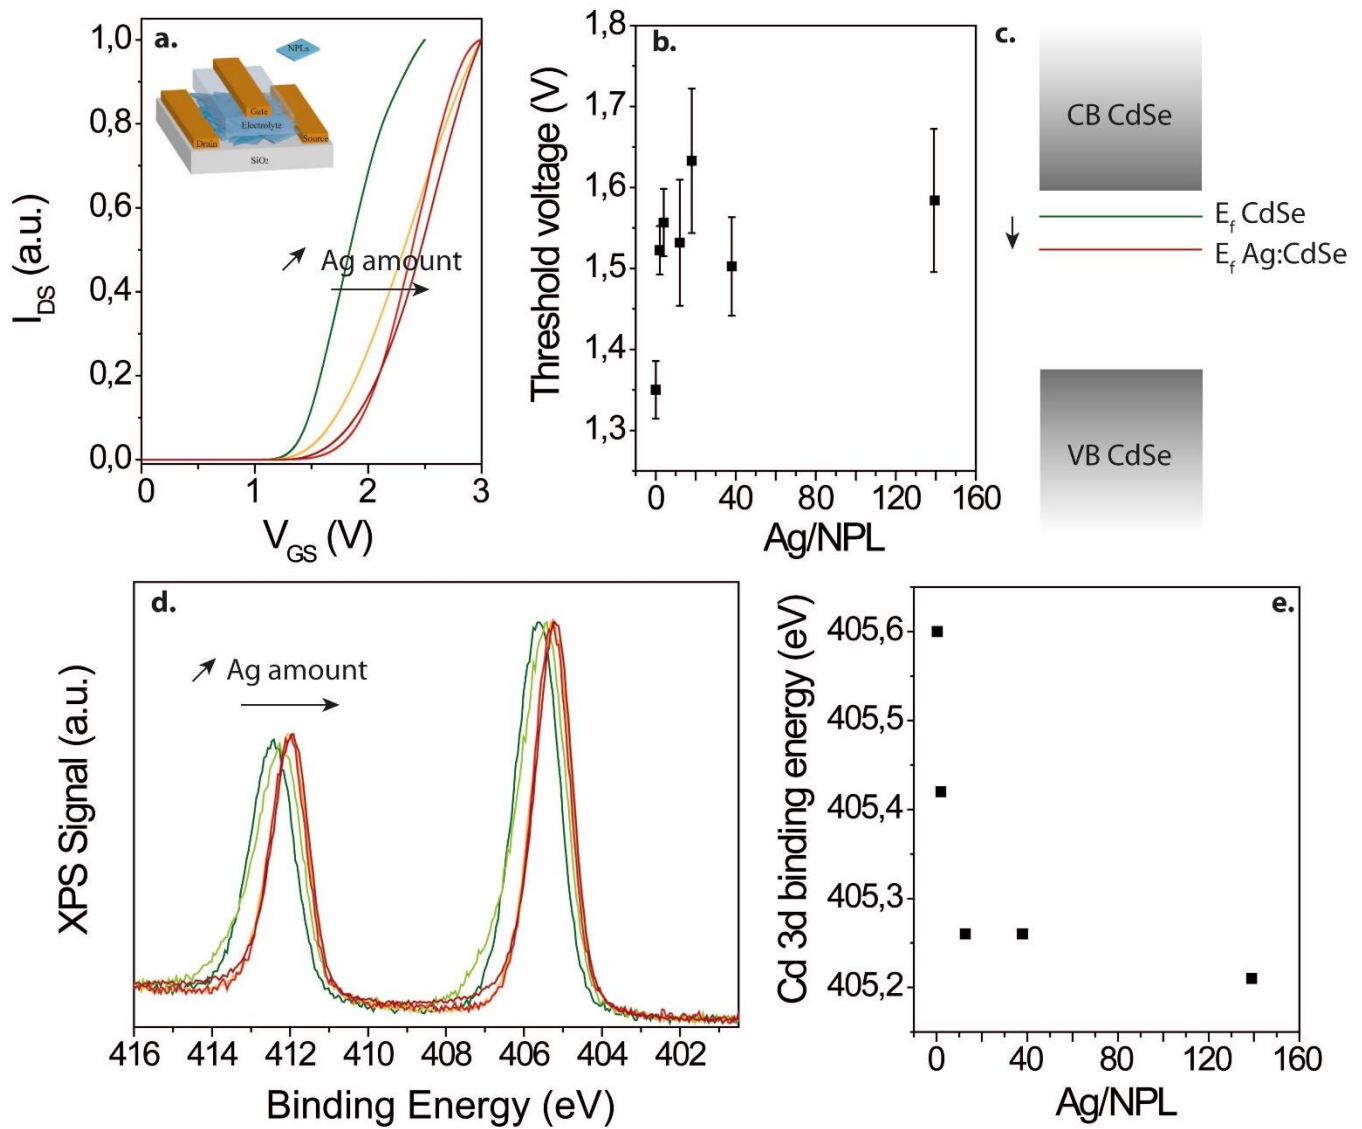 a.
NPLs
Gate
Electrolyte
Drain
Source
SiO₂
↗ Ag amount
1,0
0,8
0,6
0,4
0,2
0,0
I_DS (a.u.)
0 1 2 3
V_GS (V)
b.
1,8
1,7
1,6
1,5
1,4
1,3
Threshold voltage (V)
0 40 80 120 160
Ag/NPL
c.
CB CdSe
E_f CdSe
E_f Ag:CdSe
VB CdSe
d.
↗ Ag amount
XPS Signal (a.u.)
416 414 412 410 408 406 404 402
Binding Energy (eV)
e.
405,6
405,5
405,4
405,3
405,2
Cd 3d binding energy (eV)
0 40 80 120 160
Ag/NPL